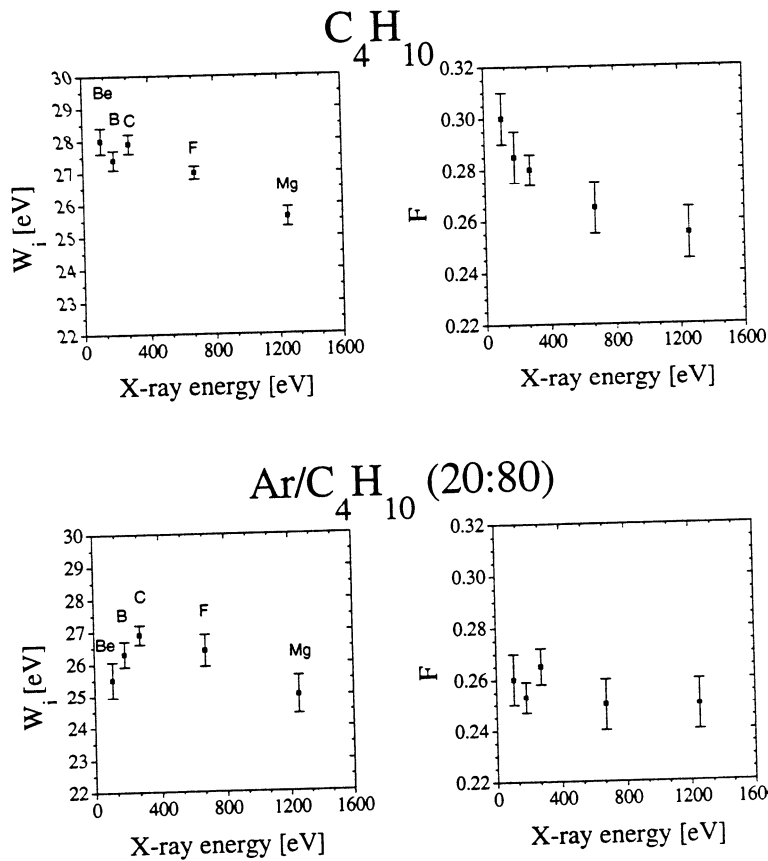 C4H10
30
29
28
27
26
25
24
23
22
Wi [eV]
Be
B
C
F
Mg
0
400
800
1200
1600
X-ray energy [eV]
0.32
0.30
0.28
0.26
0.24
0.22
F
0
400
800
1200
1600
X-ray energy [eV]
Ar/C4H10 (20:80)
30
29
28
27
26
25
24
23
22
Wi [eV]
Be
B
C
F
Mg
0
400
800
1200
1600
X-ray energy [eV]
0.32
0.30
0.28
0.26
0.24
0.22
F
0
400
800
1200
1600
X-ray energy [eV]